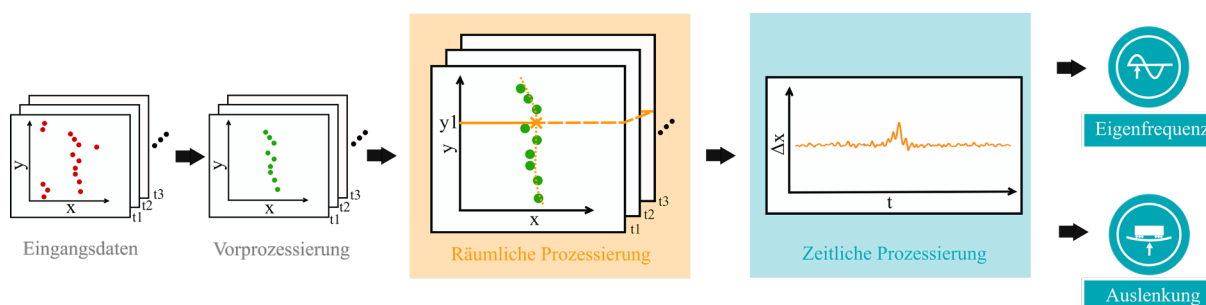 y
x
t1
t2
t3
Eingangsdaten
y
x
t1
t2
t3
Vorprozessierung
y1
y
x
t1
t2
t3
Räumliche Prozessierung
Δx
t
Zeitliche Prozessierung
Eigenfrequenz
Auslenkung